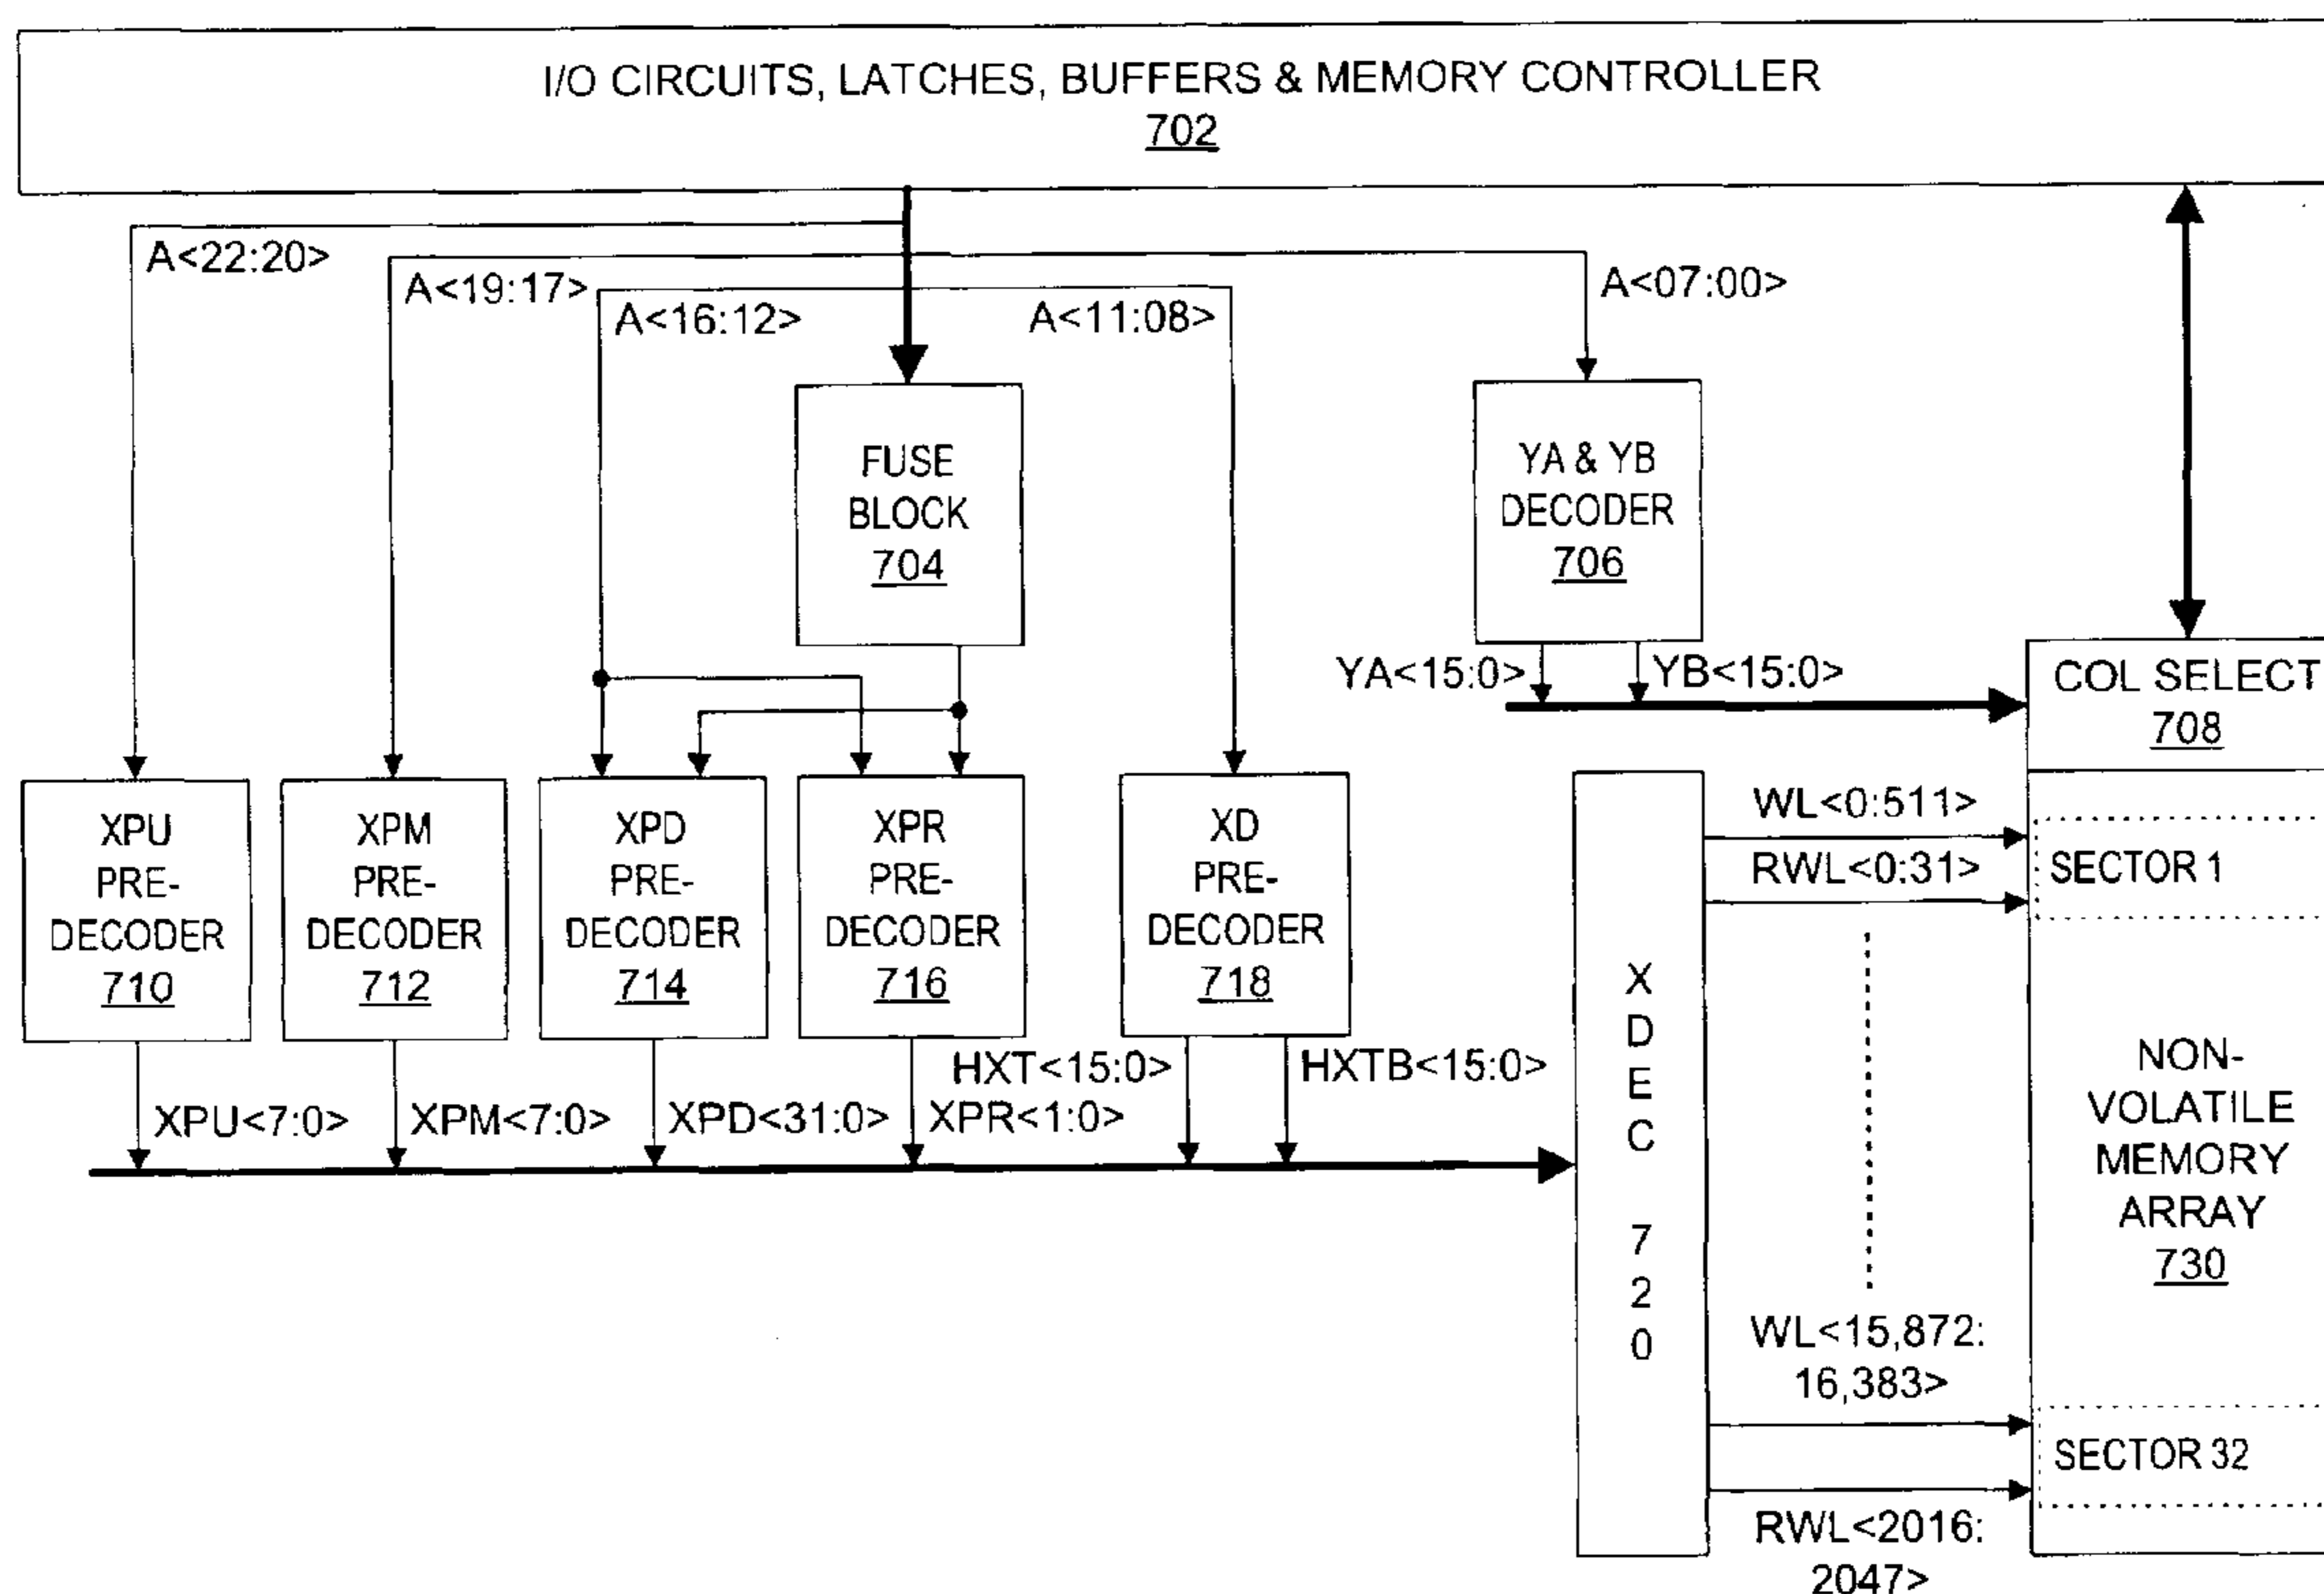 I/O CIRCUITS, LATCHES, BUFFERS & MEMORY CONTROLLER
702
A<22:20>
A<19:17>
A<16:12>
A<11:08>
A<07:00>
FUSE
BLOCK
704
YA & YB
DECODER
706
YA<15:0>
YB<15:0>
COL SELECT
708
XPU
PRE-
DECODER
710
XPM
PRE-
DECODER
712
XPD
PRE-
DECODER
714
XPR
PRE-
DECODER
716
XD
PRE-
DECODER
718
XPU<7:0>
XPM<7:0>
XPD<31:0>
XPR<1:0>
HXT<15:0>
HXTB<15:0>
X
D
E
C
7
2
0
WL<0:511>
RWL<0:31>
SECTOR 1
NON-
VOLATILE
MEMORY
ARRAY
730
WL<15,872:
16,383>
SECTOR 32
RWL<2016:
2047>